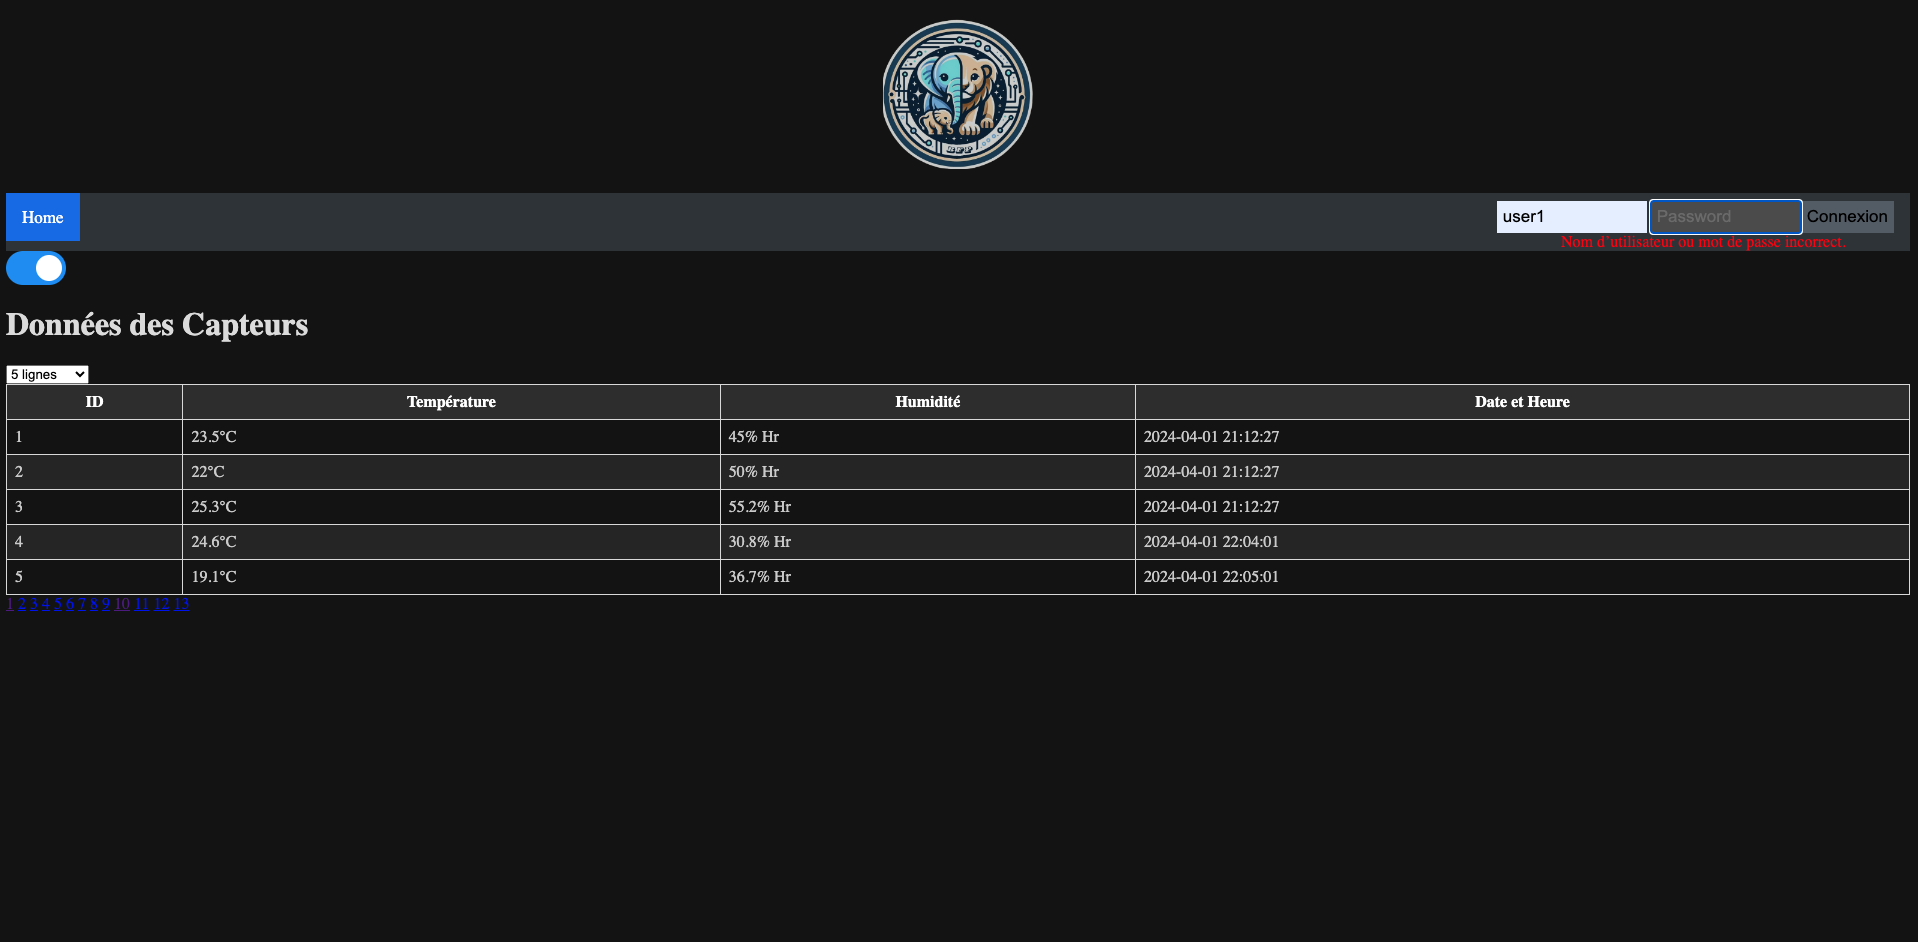 Home
user1 Password Connexion
Nom d'utilisateur ou mot de passe incorrect.
Données des Capteurs
5 lignes
ID Température Humidité Date et Heure
1 23.5°C 45% Hr 2024-04-01 21:12:27
2 22°C 50% Hr 2024-04-01 21:12:27
3 25.3°C 55.2% Hr 2024-04-01 21:12:27
4 24.6°C 30.8% Hr 2024-04-01 22:04:01
5 19.1°C 36.7% Hr 2024-04-01 22:05:01
1 2 3 4 5 6 7 8 9 10 11 12 13